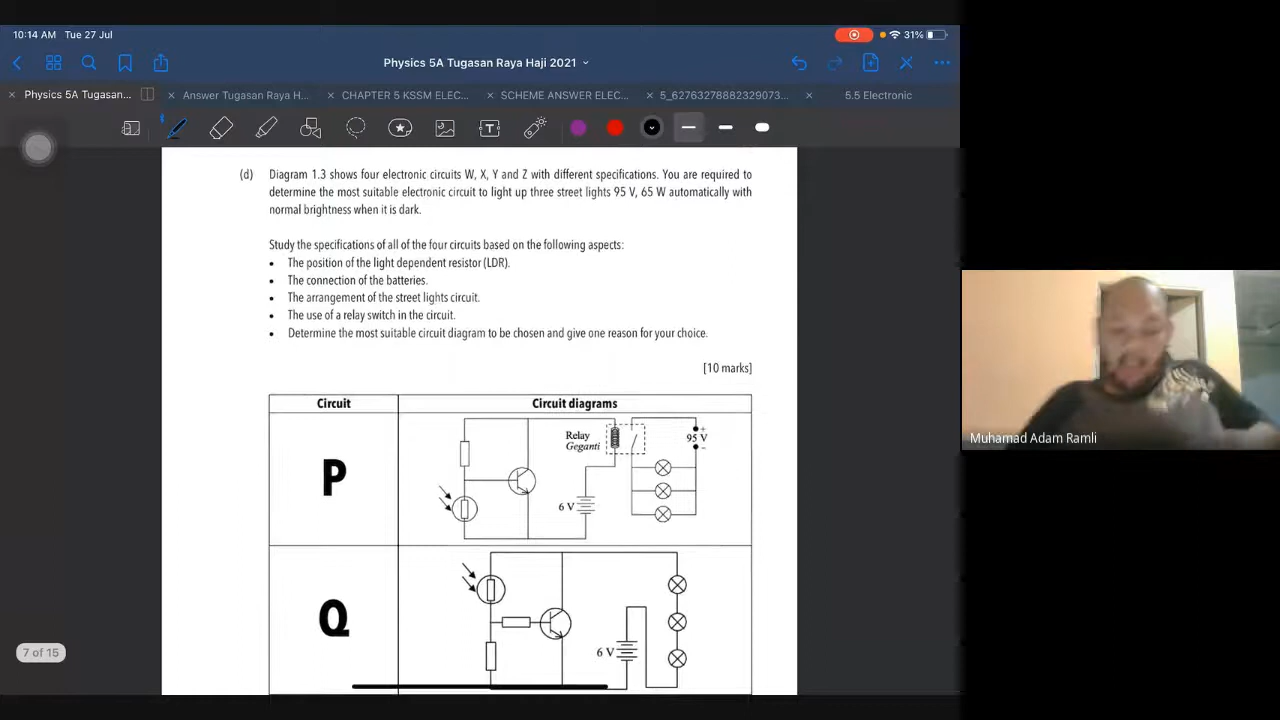 10:14 AM Tue 27 Jul
31%
Physics 5A Tugasan Raya Haji 2021
Physics 5A Tugasan...
Answer Tugasan Raya H...
CHAPTER 5 KSSM ELEC...
SCHEME ANSWER ELEC...
5_62763278882329073...
5.5 Electronic
(d) Diagram 1.3 shows four electronic circuits W, X, Y and Z with different specifications. You are required to
determine the most suitable electronic circuit to light up three street lights 95 V, 65 W automatically with
normal brightness when it is dark.
Study the specifications of all of the four circuits based on the following aspects:
• The position of the light dependent resistor (LDR).
• The connection of the batteries.
• The arrangement of the street lights circuit.
• The use of a relay switch in the circuit.
• Determine the most suitable circuit diagram to be chosen and give one reason for your choice.
[10 marks]
Circuit
Circuit diagrams
P
Relay
Geganti
95 V
+
-
6 V
Q
6 V
7 of 15
Muhamad Adam Ramli